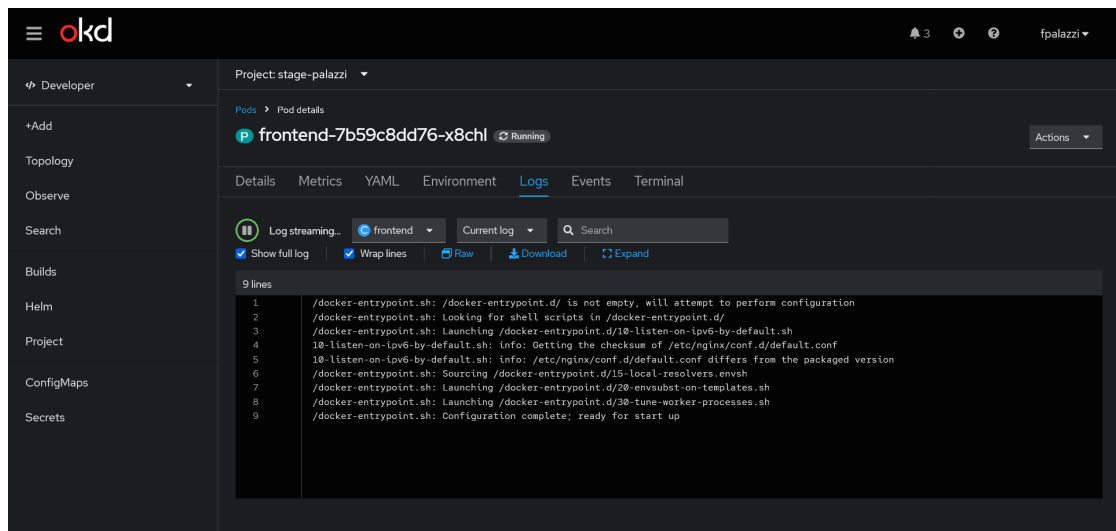 okd
3
fpalazzi
Developer
+Add
Topology
Observe
Search
Builds
Helm
Project
ConfigMaps
Secrets
Project: stage-palazzi
Pods > Pod details
P frontend-7b59c8dd76-x8chl Running
Actions
Details Metrics YAML Environment Logs Events Terminal
Log streaming... C frontend Current log Search
Show full log Wrap lines Raw Download Expand
9 lines
1 /docker-entrypoint.sh: /docker-entrypoint.d/ is not empty, will attempt to perform configuration
2 /docker-entrypoint.sh: Looking for shell scripts in /docker-entrypoint.d/
3 /docker-entrypoint.sh: Launching /docker-entrypoint.d/10-listen-on-ipv6-by-default.sh
4 10-listen-on-ipv6-by-default.sh: info: Getting the checksum of /etc/nginx/conf.d/default.conf
5 10-listen-on-ipv6-by-default.sh: info: /etc/nginx/conf.d/default.conf differs from the packaged version
6 /docker-entrypoint.sh: Sourcing /docker-entrypoint.d/15-local-resolvers.envsh
7 /docker-entrypoint.sh: Launching /docker-entrypoint.d/20-envsubst-on-templates.sh
8 /docker-entrypoint.sh: Launching /docker-entrypoint.d/30-tune-worker-processes.sh
9 /docker-entrypoint.sh: Configuration complete; ready for start up